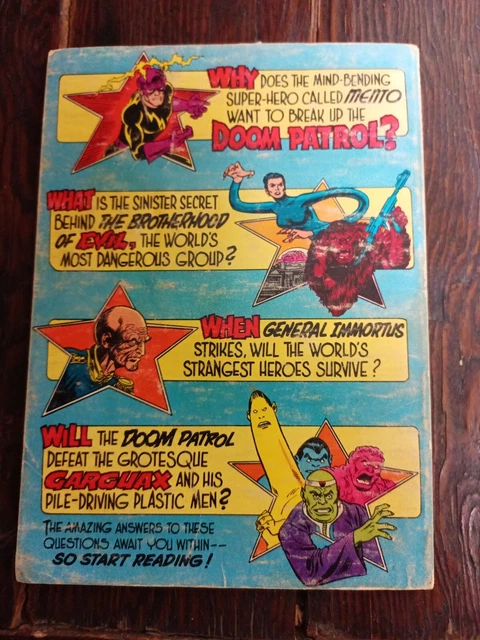 WHY DOES THE MIND-BENDING
SUPER-HERO CALLED MENTO
WANT TO BREAK UP THE
DOOM PATROL?
WHAT IS THE SINISTER SECRET
BEHIND THE BROTHERHOOD
OF EVIL, THE WORLD'S
MOST DANGEROUS GROUP?
WHEN GENERAL IMMORTUS
STRIKES, WILL THE WORLD'S
STRANGEST HEROES SURVIVE?
WILL THE DOOM PATROL
DEFEAT THE GROTESQUE
GARGUAX AND HIS
PILE-DRIVING PLASTIC MEN?
THE AMAZING ANSWERS TO THESE
QUESTIONS AWAIT YOU WITHIN--
SO START READING!